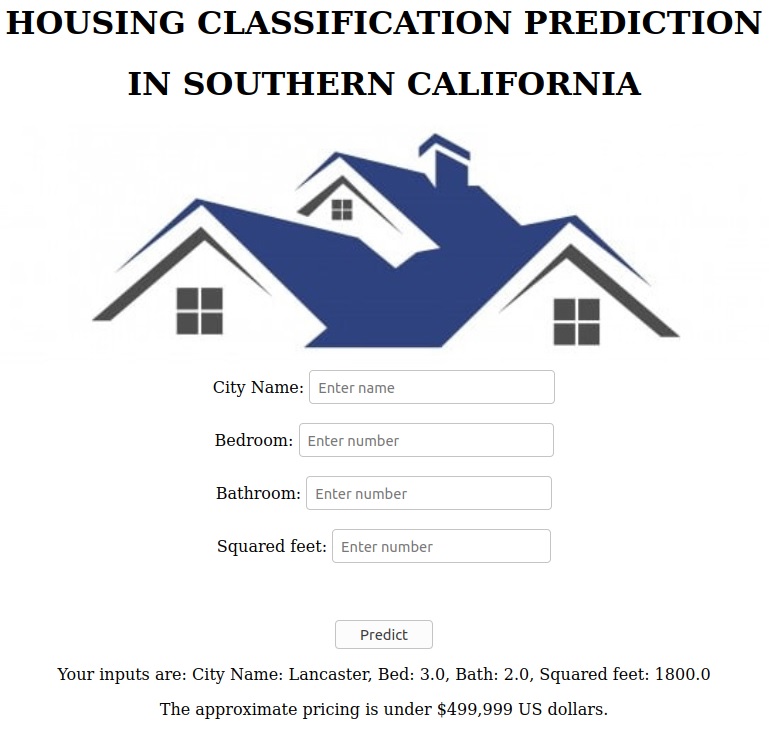 HOUSING CLASSIFICATION PREDICTION
IN SOUTHERN CALIFORNIA
City Name: Enter name
Bedroom: Enter number
Bathroom: Enter number
Squared feet: Enter number
Predict
Your inputs are: City Name: Lancaster, Bed: 3.0, Bath: 2.0, Squared feet: 1800.0
The approximate pricing is under $499,999 US dollars.